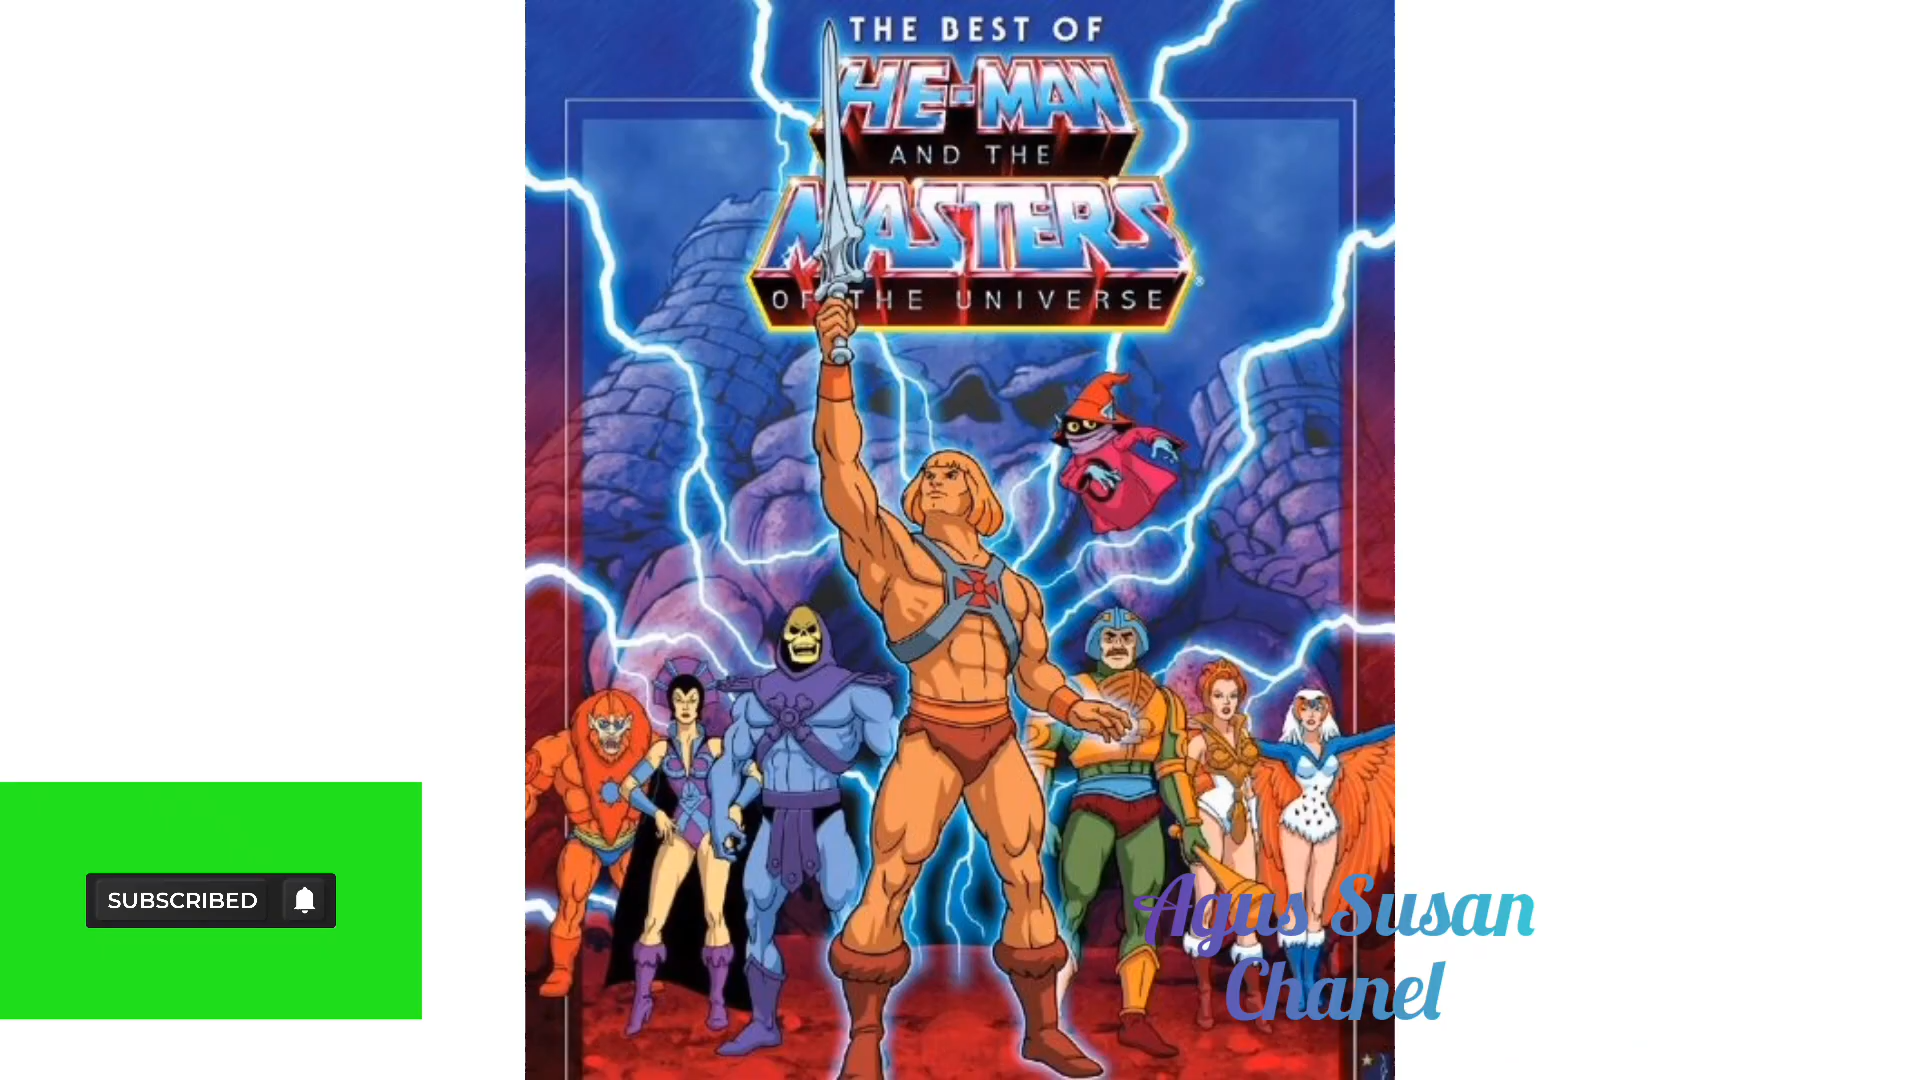 THE BEST OF
HE-MAN
AND THE
MASTERS
OF THE UNIVERSE
®
SUBSCRIBED
Agus Susan
Chanel